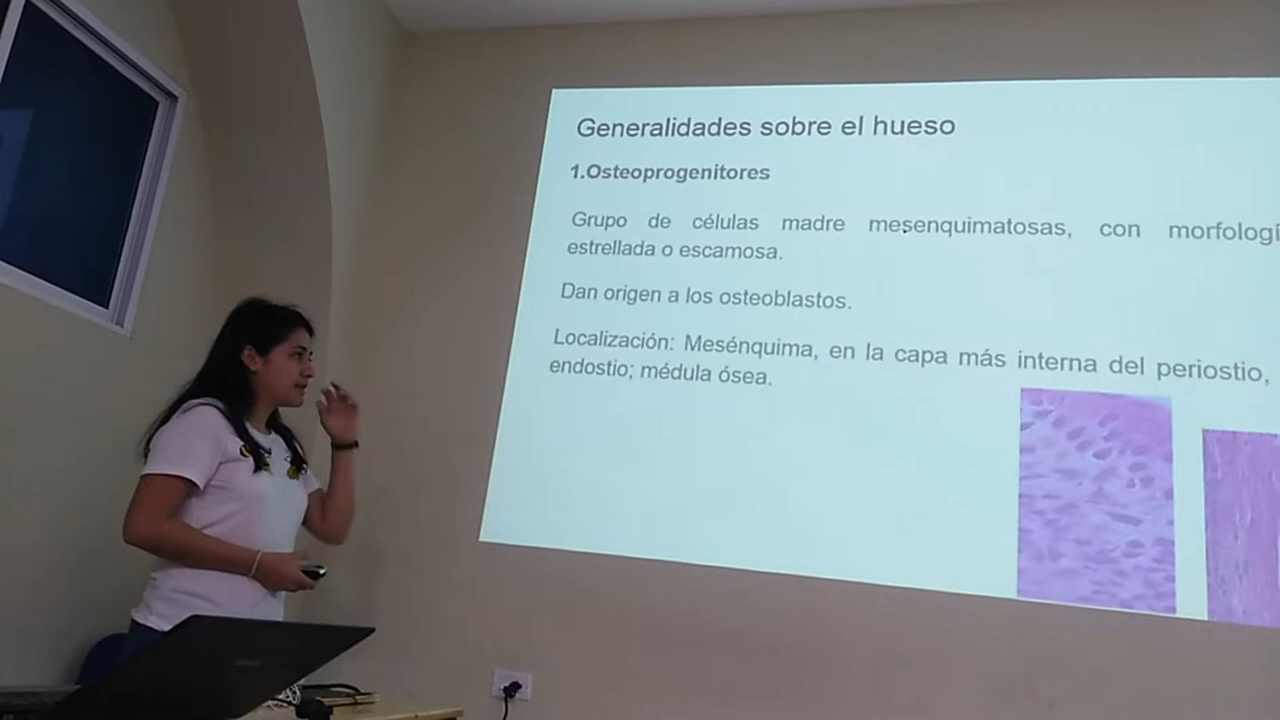 Generalidades sobre el hueso
1.Osteoprogenitores
Grupo de células madre mesenquimatosas, con morfologí
estrellada o escamosa.
Dan origen a los osteoblastos.
Localización: Mesénquima, en la capa más interna del periostio,
endostio; médula ósea.